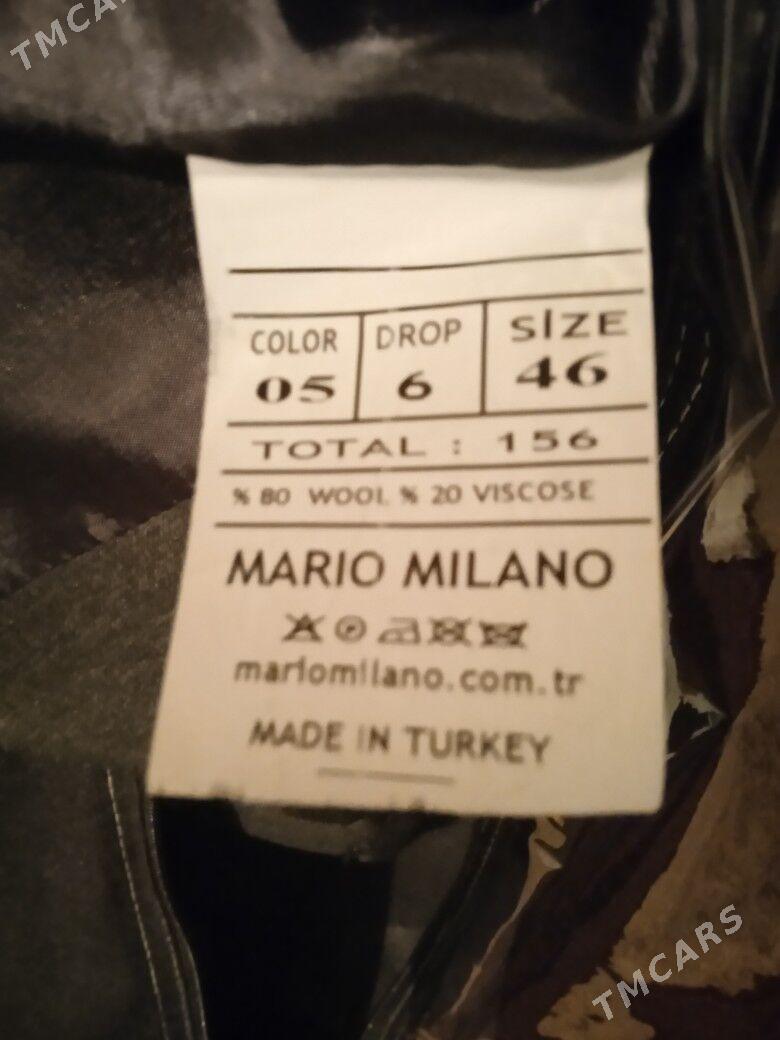 TMCARS
COLOR DROP SİZE
05 6 46
TOTAL : 156
% 80 WOOL % 20 VISCOSE
MARIO MILANO
mariomilano.com.tr
MADE IN TURKEY
TMCARS